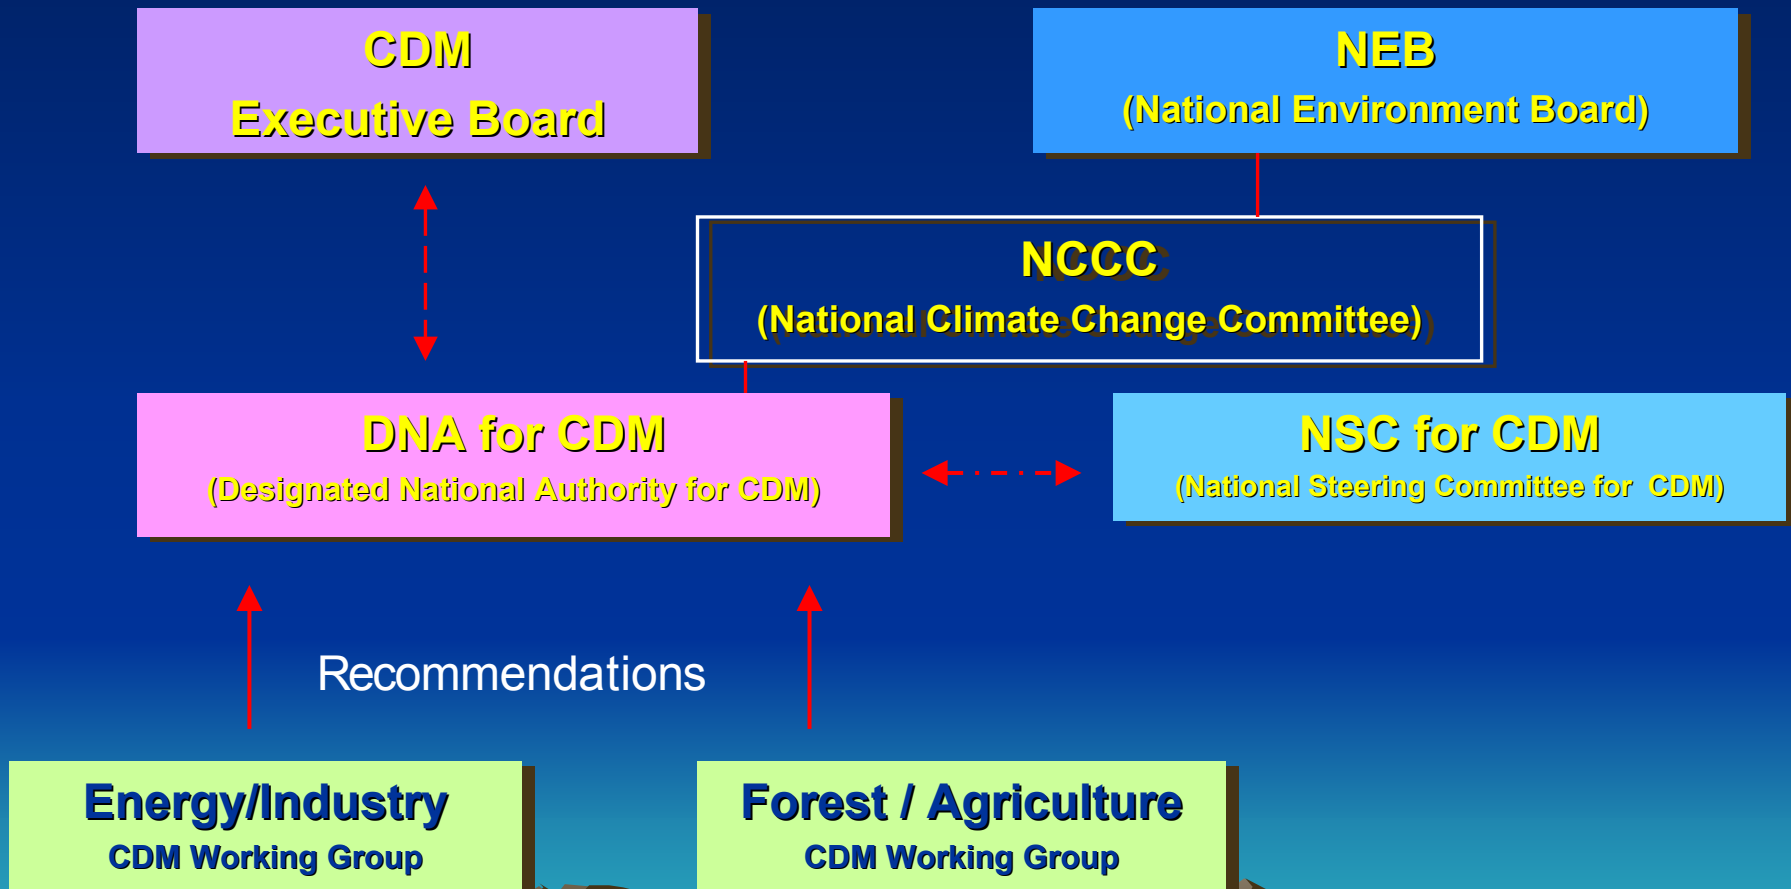 CDM
Executive Board
NEB
(National Environment Board)
NCCC
(National Climate Change Committee)
DNA for CDM
(Designated National Authority for CDM)
NSC for CDM
(National Steering Committee for CDM)
Recommendations
Energy/Industry
CDM Working Group
Forest / Agriculture
CDM Working Group